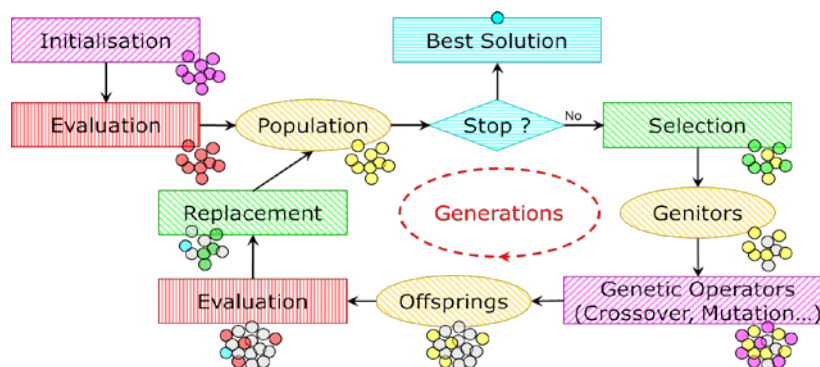 Initialisation
Best Solution
Evaluation
Population
Stop ?
No
Selection
Replacement
Generations
Genitors
Evaluation
Offsprings
Genetic Operators
(Crossover, Mutation...)